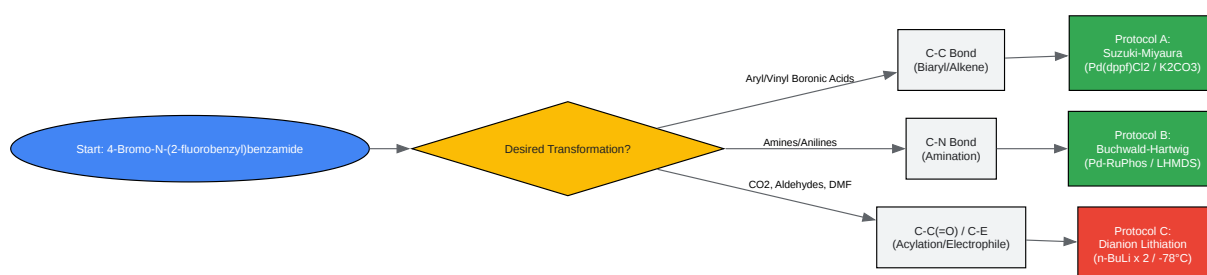 Start: 4-Bromo-N-(2-fluorobenzyl)benzamide
Desired Transformation?
Aryl/Vinyl Boronic Acids
C-C Bond
(Biaryl/Alkene)
Protocol A:
Suzuki-Miyaura
(Pd(dppf)Cl2 / K2CO3)
Amines/Anilines
C-N Bond
(Amination)
Protocol B:
Buchwald-Hartwig
(Pd-RuPhos / LHMDS)
CO2, Aldehydes, DMF
C-C(=O) / C-E
(Acylation/Electrophile)
Protocol C:
Dianion Lithiation
(n-BuLi x 2 / -78°C)